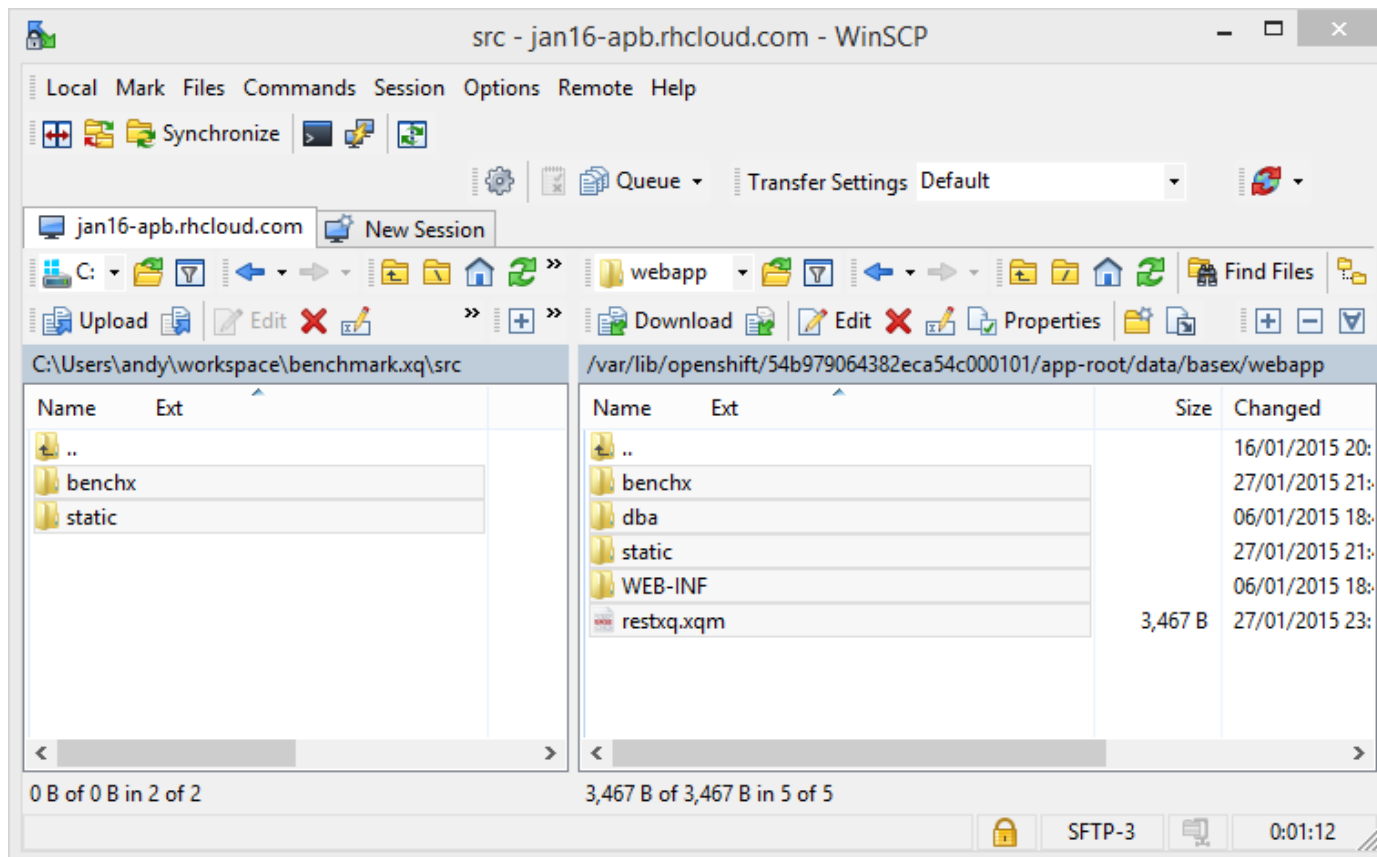 src - jan16-apb.rhcloud.com - WinSCP
Local Mark Files Commands Session Options Remote Help
Synchronize
Queue Transfer Settings Default
jan16-apb.rhcloud.com New Session
C: webapp Find Files
Upload Edit Download Edit Properties
C:\Users\andy\workspace\benchmark.xq\src /var/lib/openshift/54b979064382eca54c000101/app-root/data/basex/webapp
Name Ext Name Ext Size Changed
.. .. 16/01/2015 20:
benchx benchx 27/01/2015 21:
static dba 06/01/2015 18:
static 27/01/2015 21:
WEB-INF 06/01/2015 18:
restxq.xqm 3,467 B 27/01/2015 23:
0 B of 0 B in 2 of 2 3,467 B of 3,467 B in 5 of 5
SFTP-3 0:01:12